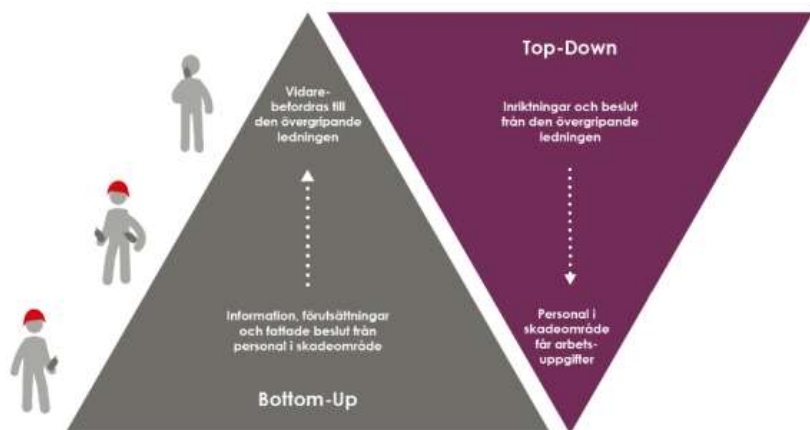 Vidare-
befordras till
den övergripande
ledningen
Information, förutsättningar
och fattade beslut från
personal i skadeområde
Bottom-Up
Top-Down
Inriktningar och beslut
från den övergripande
ledningen
Personal i
skadeområde
får arbets-
uppgifter